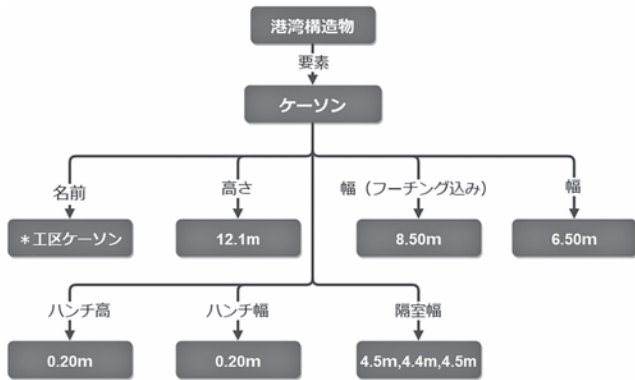 港湾構造物
要素
ケーソン
名前
高さ
幅（フーチング込み）
幅
＊工区ケーソン
12.1m
8.50m
6.50m
ハンチ高
ハンチ幅
隔室幅
0.20m
0.20m
4.5m,4.4m,4.5m